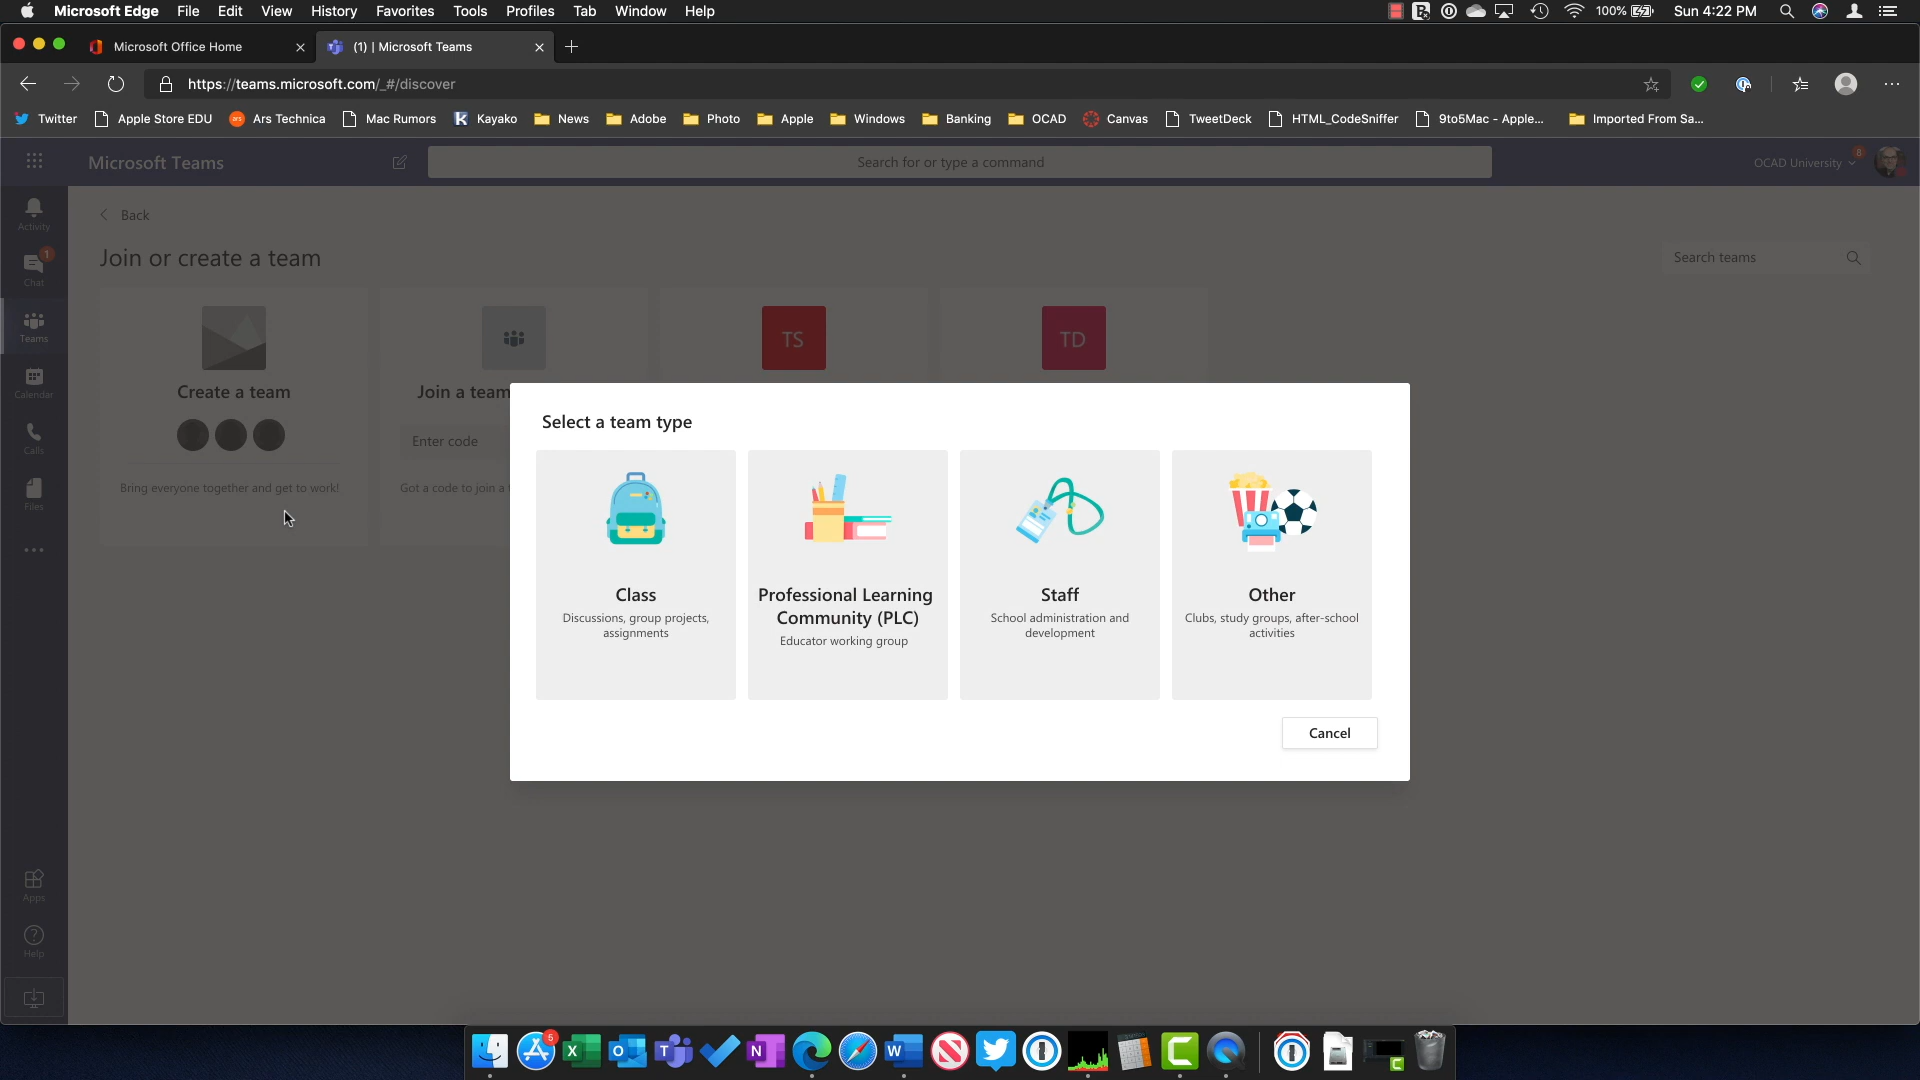 Microsoft Edge File Edit View History Favorites Tools Profiles Tab Window Help 100% Sun 4:22 PM
Microsoft Office Home (1) | Microsoft Teams
https://teams.microsoft.com/_#/discover
Twitter Apple Store EDU Ars Technica Mac Rumors Kayako News Adobe Photo Apple Windows Banking OCAD Canvas TweetDeck HTML_CodeSniffer 9to5Mac - Apple... Imported From Sa...
Microsoft Teams Search for or type a command OCAD University 8
Activity
1
Chat
Teams
Calendar
Calls
Files
Apps
Help
Back
Join or create a team
Search teams
TS
TD
Create a team
Join a team
Enter code
Bring everyone together and get to work!
Got a code to join a
Select a team type
Class
Discussions, group projects,
assignments
Professional Learning
Community (PLC)
Educator working group
Staff
School administration and
development
Other
Clubs, study groups, after-school
activities
Cancel
5